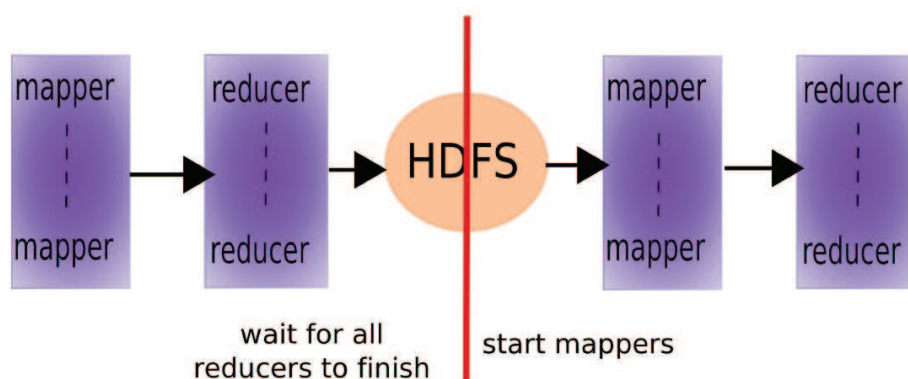 mapper
mapper
reducer
reducer
HDFS
mapper
mapper
reducer
reducer
wait for all
reducers to finish
start mappers